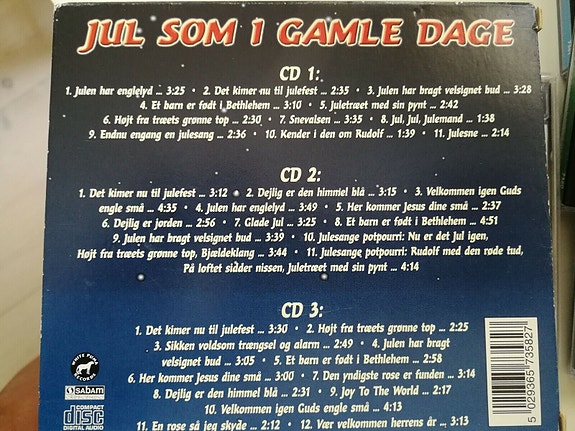 JUL SOM I GAMLE DAGE
CD 1:
1. Julen har englelyd ... 3:25 • 2. Det kimer nu til julefest ... 2:35 • 3. Julen har bragt velsignet bud ... 3:28
4. Et barn er født i Bethlehem ... 3:10 • 5. Juletræet med sin pynt ... 2:42
6. Højt fra træets grønne top ... 2:30 • 7. Snevalsen ... 3:35 • 8. Jul, Jul, Julemand ... 1:38
9. Endnu engang en julesang ... 2:36 • 10. Kender i den om Rudolf ... 1:39 • 11. Julesne ... 2:14
CD 2:
1. Det kimer nu til julefest ... 3:12 • 2. Dejlig er den himmel blå ... 3:15 • 3. Velkommen igen Guds
engle små ... 4:35 • 4. Julen har englelyd ... 3:49 • 5. Her kommer Jesus dine små ... 2:37
6. Dejlig er jorden ... 2:56 • 7. Glade Jul ... 3:25 • 8. Et barn er født i Bethlehem ... 4:51
9. Julen har bragt velsignet bud ... 3:39 • 10. Julesange potpourri: Nu er det Jul igen,
Højt fra træets grønne top, Bjældeklang ... 3:44 • 11. Julesange potpourri: Rudolf med den røde tud,
På loftet sidder nissen, Juletræet med sin pynt ... 4:14
CD 3:
1. Det kimer nu til julefest ... 3:30 • 2. Højt fra træets grønne top ... 2:25
3. Sikken voldsom trængsel og alarm ... 2:49 • 4. Julen har bragt
velsignet bud ... 3:05 • 5. Et barn er født i Bethlehem ... 2:58
6. Her kommer Jesus dine små ... 3:00 • 7. Den yndigste rose er funden ... 3:14
8. Dejlig er den himmel blå ... 2:31 • 9. Joy To The World ... 2:17
10. Velkommen igen Guds engle små ... 4:13
11. En rose så jeg skyde ... 2:12 • 12. Vær velkommen herrens år ... 3:13
WHITE PUMA
RECORDS
sabam
COMPACT
disc
DIGITAL AUDIO
5 029365 735827